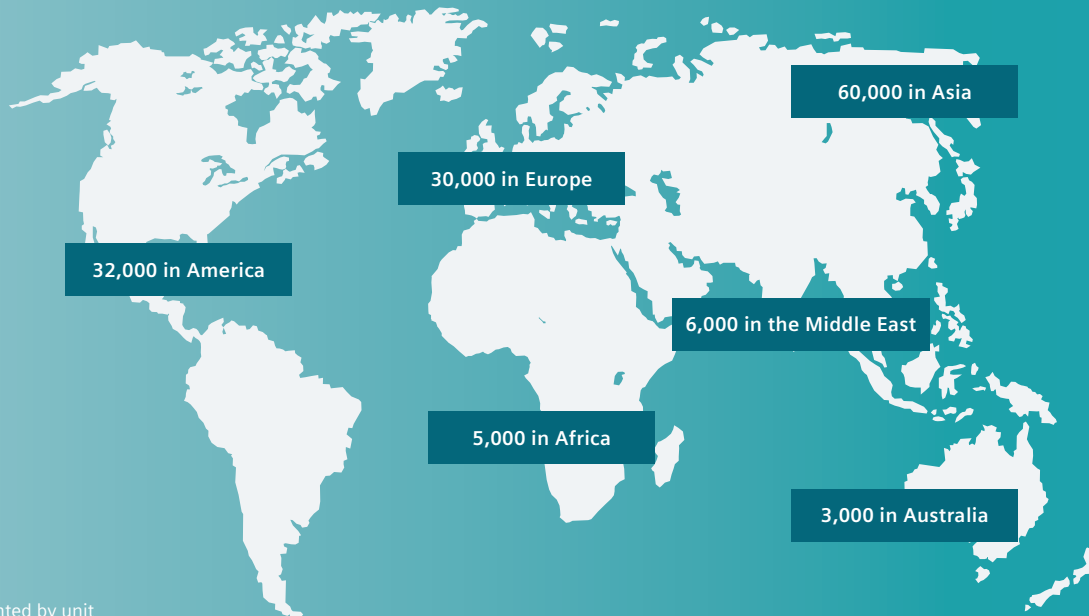 60,000 in Asia
30,000 in Europe
32,000 in America
6,000 in the Middle East
5,000 in Africa
3,000 in Australia
by unit